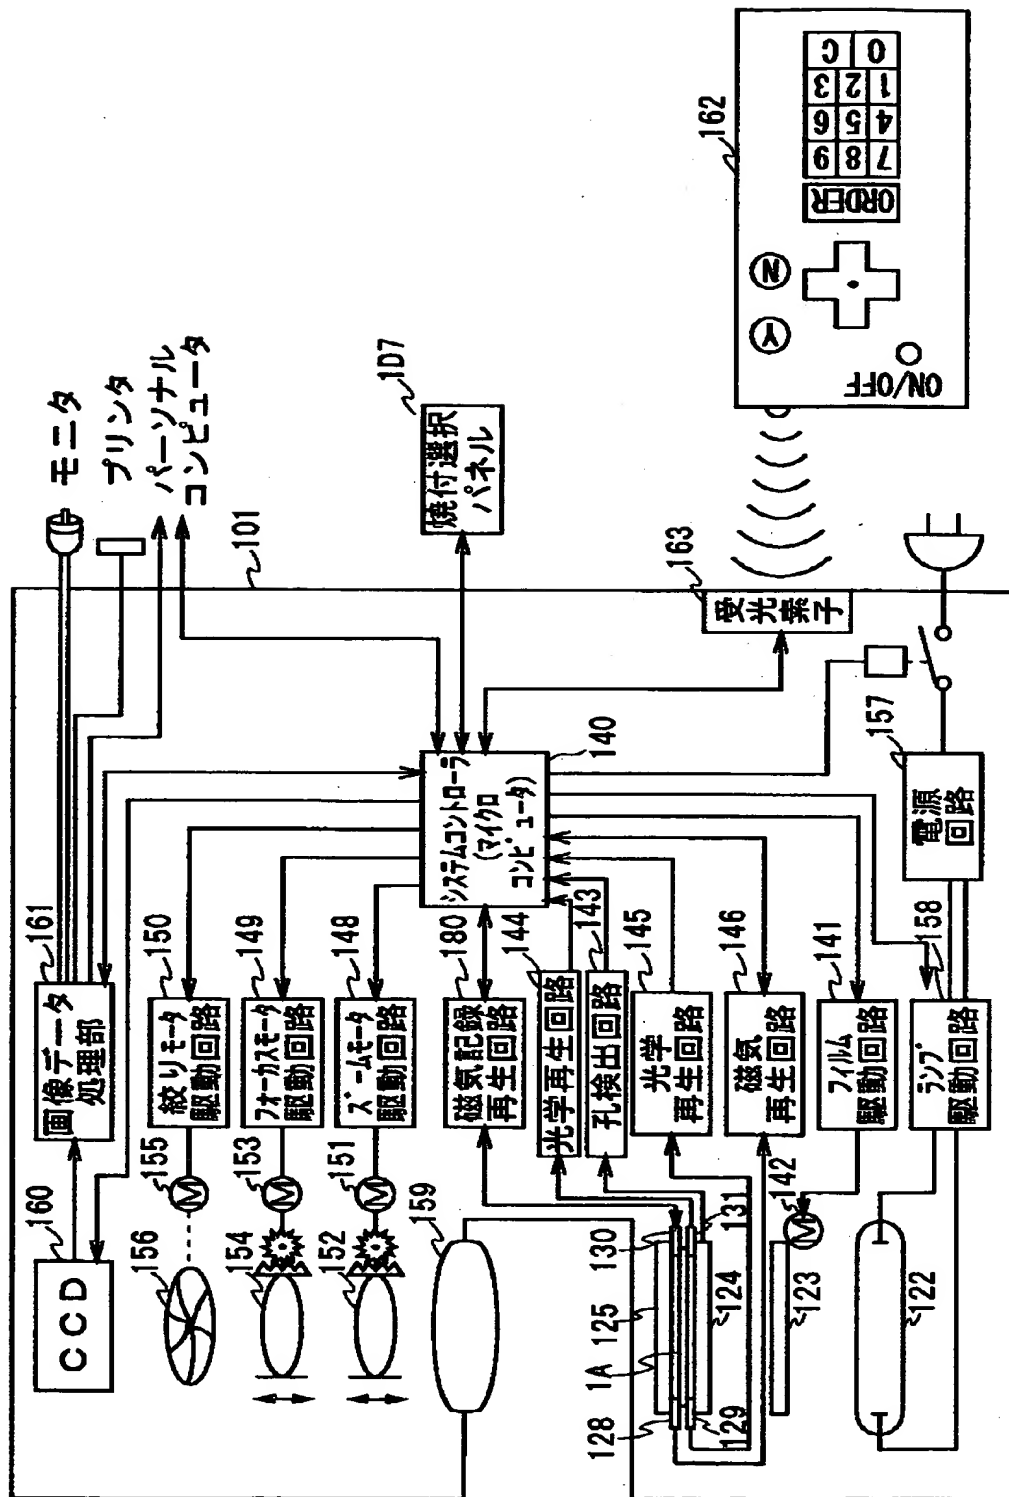 モニタ
プリンタ
パーソナル
コンピュータ
101
107
焼付選択
パネル
163
受光素子
162
ON/OFF
Y
N
ORDER
7 8 9
4 5 6
1 2 3
0 C
161
画像データ
処理部
160
CCD
150
絞りモータ
駆動回路
155
M
156
149
フォーカスモータ
駆動回路
153
M
154
148
ズームモータ
駆動回路
151
M
152
159
140
システムコントローラ
(マイクロ
コンピュータ)
180
磁気記録
再生回路
144
光学再生回路
143
孔検出回路
145
光学
再生回路
146
磁気
再生回路
141
フィルム
駆動回路
142
M
157
電源
回路
158
ランプ
駆動回路
130
131
125
1A
128
129
124
123
122